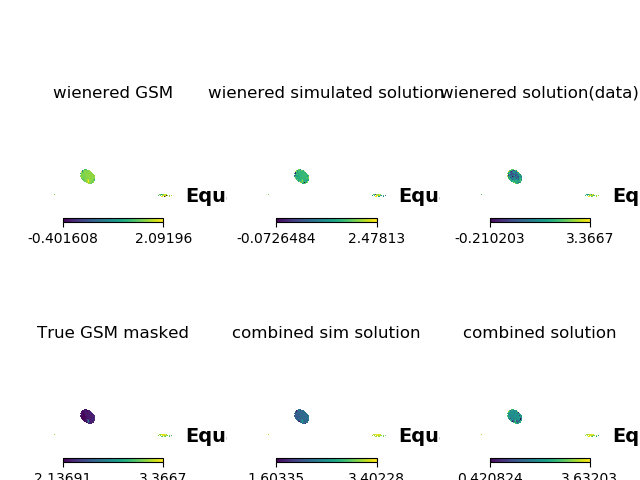 wienered GSM wienered simulated solution wienered solution(data)
Equ Equ Eq
-0.401608 2.09196 -0.0726484 2.47813 -0.210203 3.3667
True GSM masked combined sim solution combined solution
Equ Equ Eq
2.13691 3.3667 1.60335 3.40228 0.420824 3.63203